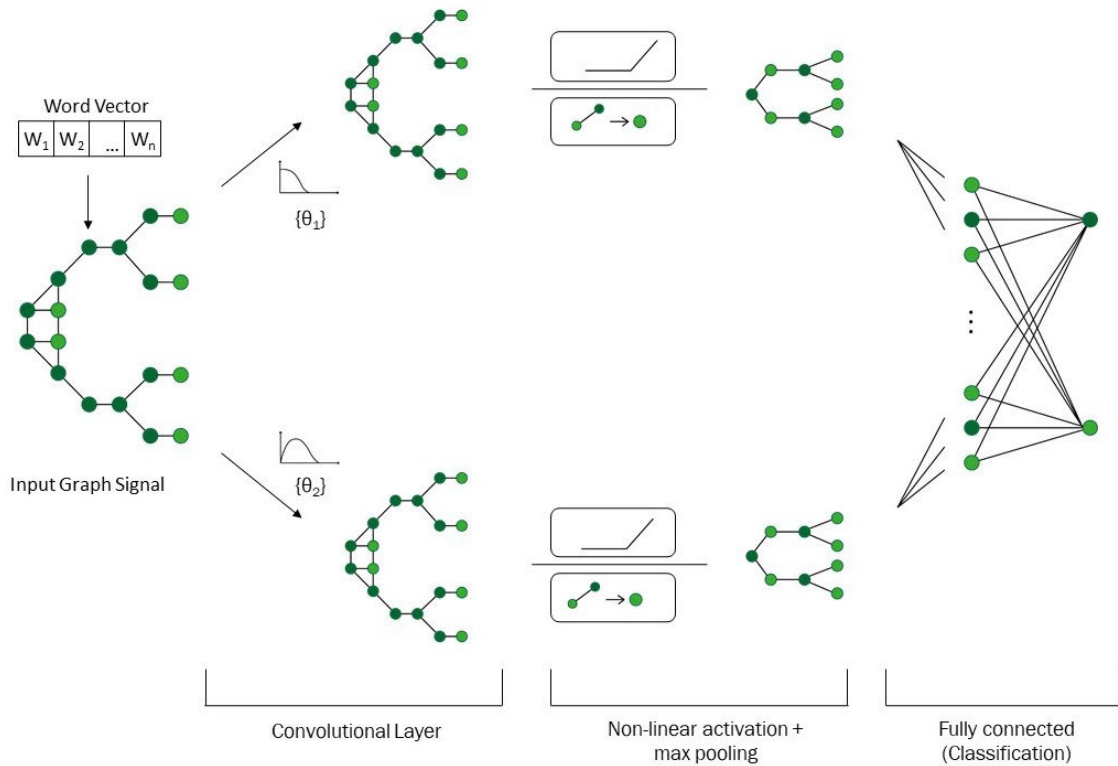 Word Vector
W1 W2 ... Wn
{θ1}
{θ2}
Input Graph Signal
Convolutional Layer
Non-linear activation +
max pooling
Fully connected
(Classification)